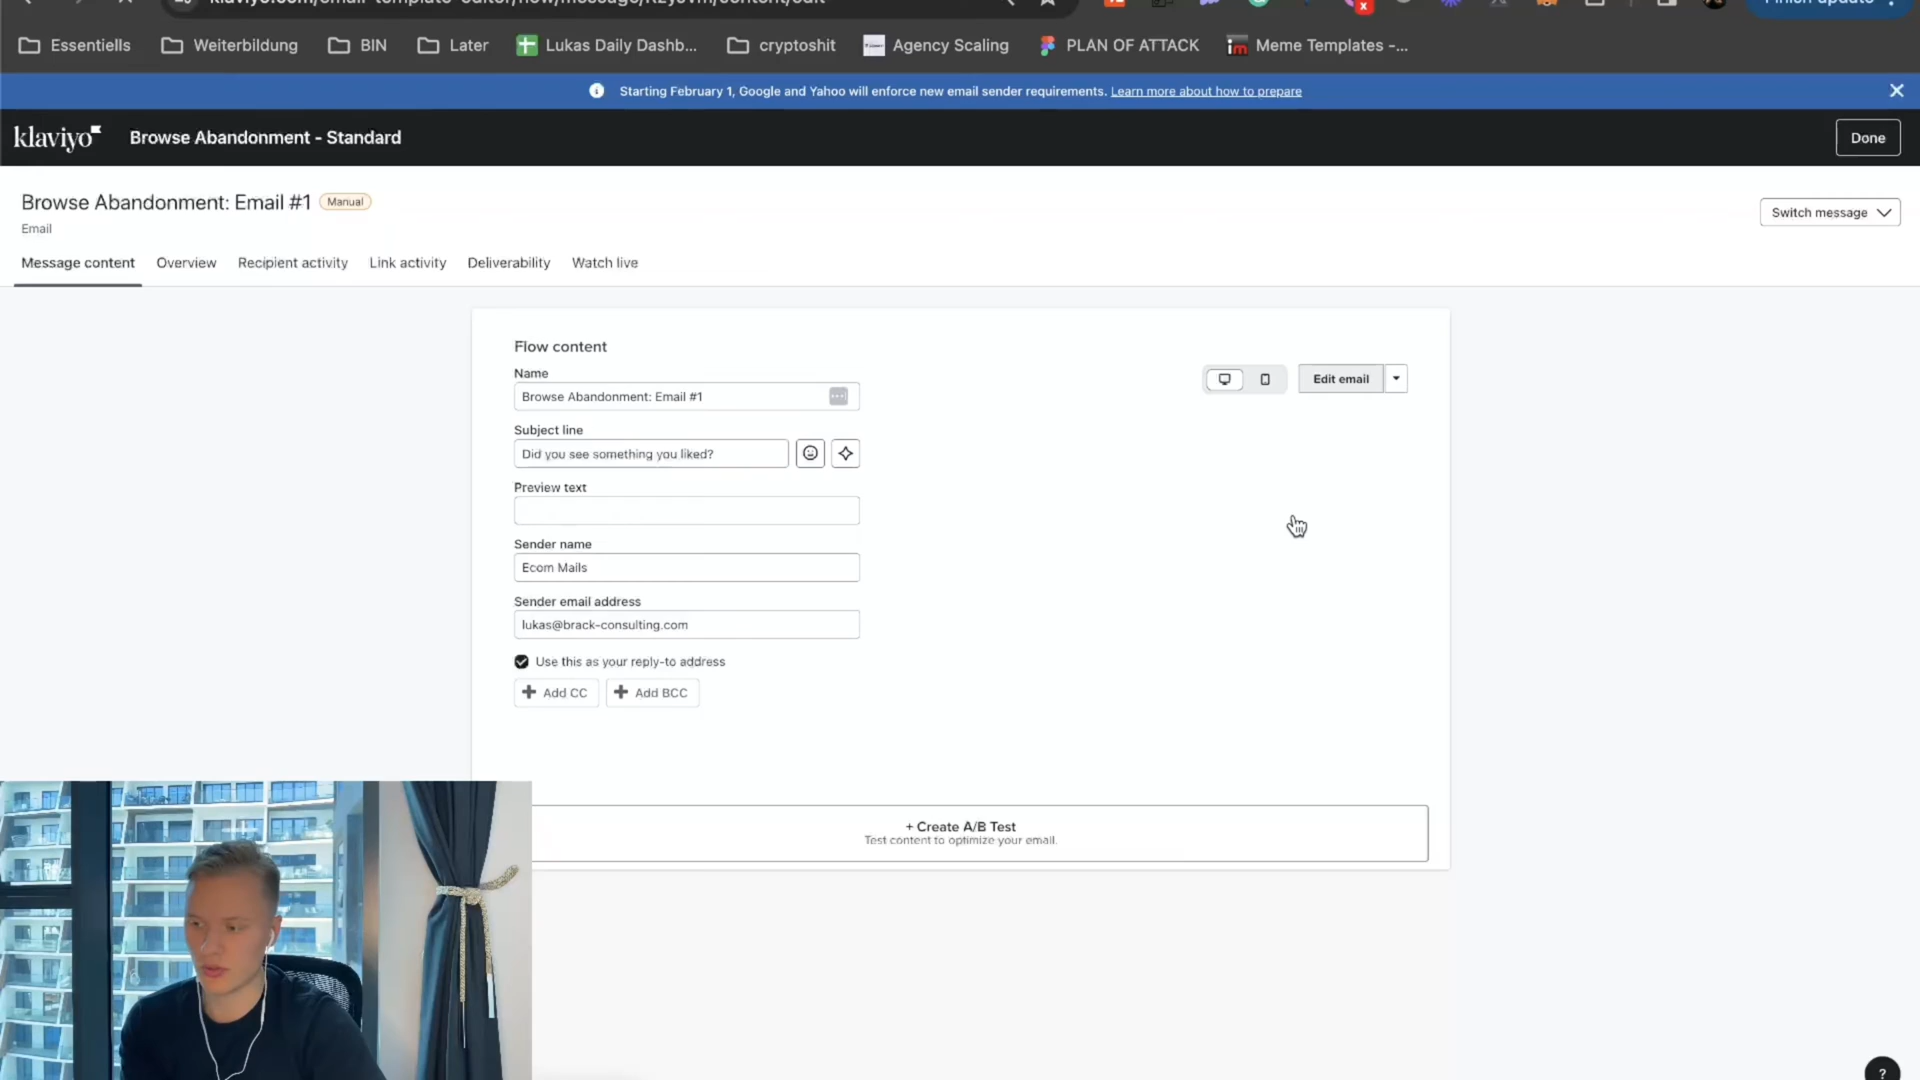 Essentiells
Weiterbildung
BIN
Later
Lukas Daily Dashb...
cryptoshit
Agency Scaling
PLAN OF ATTACK
Meme Templates -...
Starting February 1, Google and Yahoo will enforce new email sender requirements. Learn more about how to prepare
klaviyo
Browse Abandonment - Standard
Done
Browse Abandonment: Email #1
Manual
Email
Switch message
Message content
Overview
Recipient activity
Link activity
Deliverability
Watch live
Flow content
Name
Browse Abandonment: Email #1
Edit email
Subject line
Did you see something you liked?
Preview text
Sender name
Ecom Mails
Sender email address
lukas@brack-consulting.com
Use this as your reply-to address
Add CC
Add BCC
+ Create A/B Test
Test content to optimize your email.
?